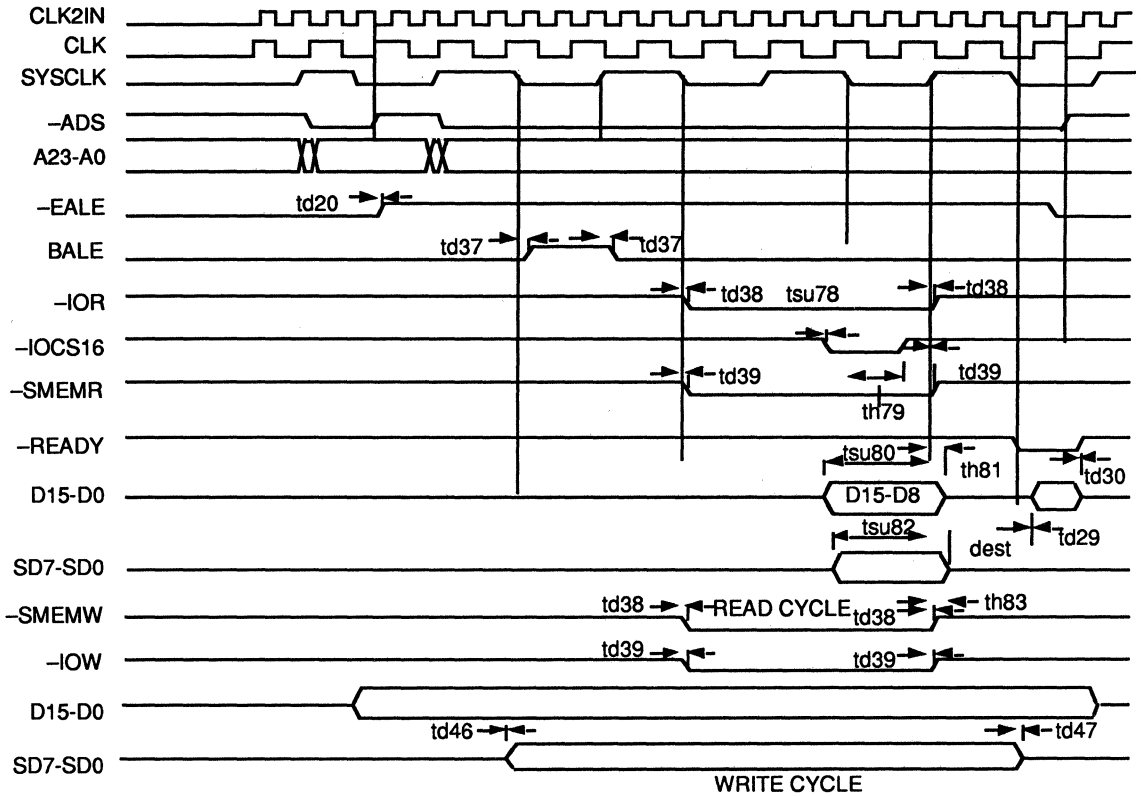 CLK2IN
CLK
SYSCLK
–ADS
A23-A0
–EALE td20
BALE td37 td37
–IOR td38 tsu78 td38
–IOCS16
–SMEMR td39 td39
th79
–READY
tsu80 th81 td30
D15-D0 D15-D8
tsu82 dest td29
SD7-SD0
–SMEMW td38 READ CYCLE td38 th83
–IOW td39 td39
D15-D0
td46 td47
SD7-SD0
WRITE CYCLE